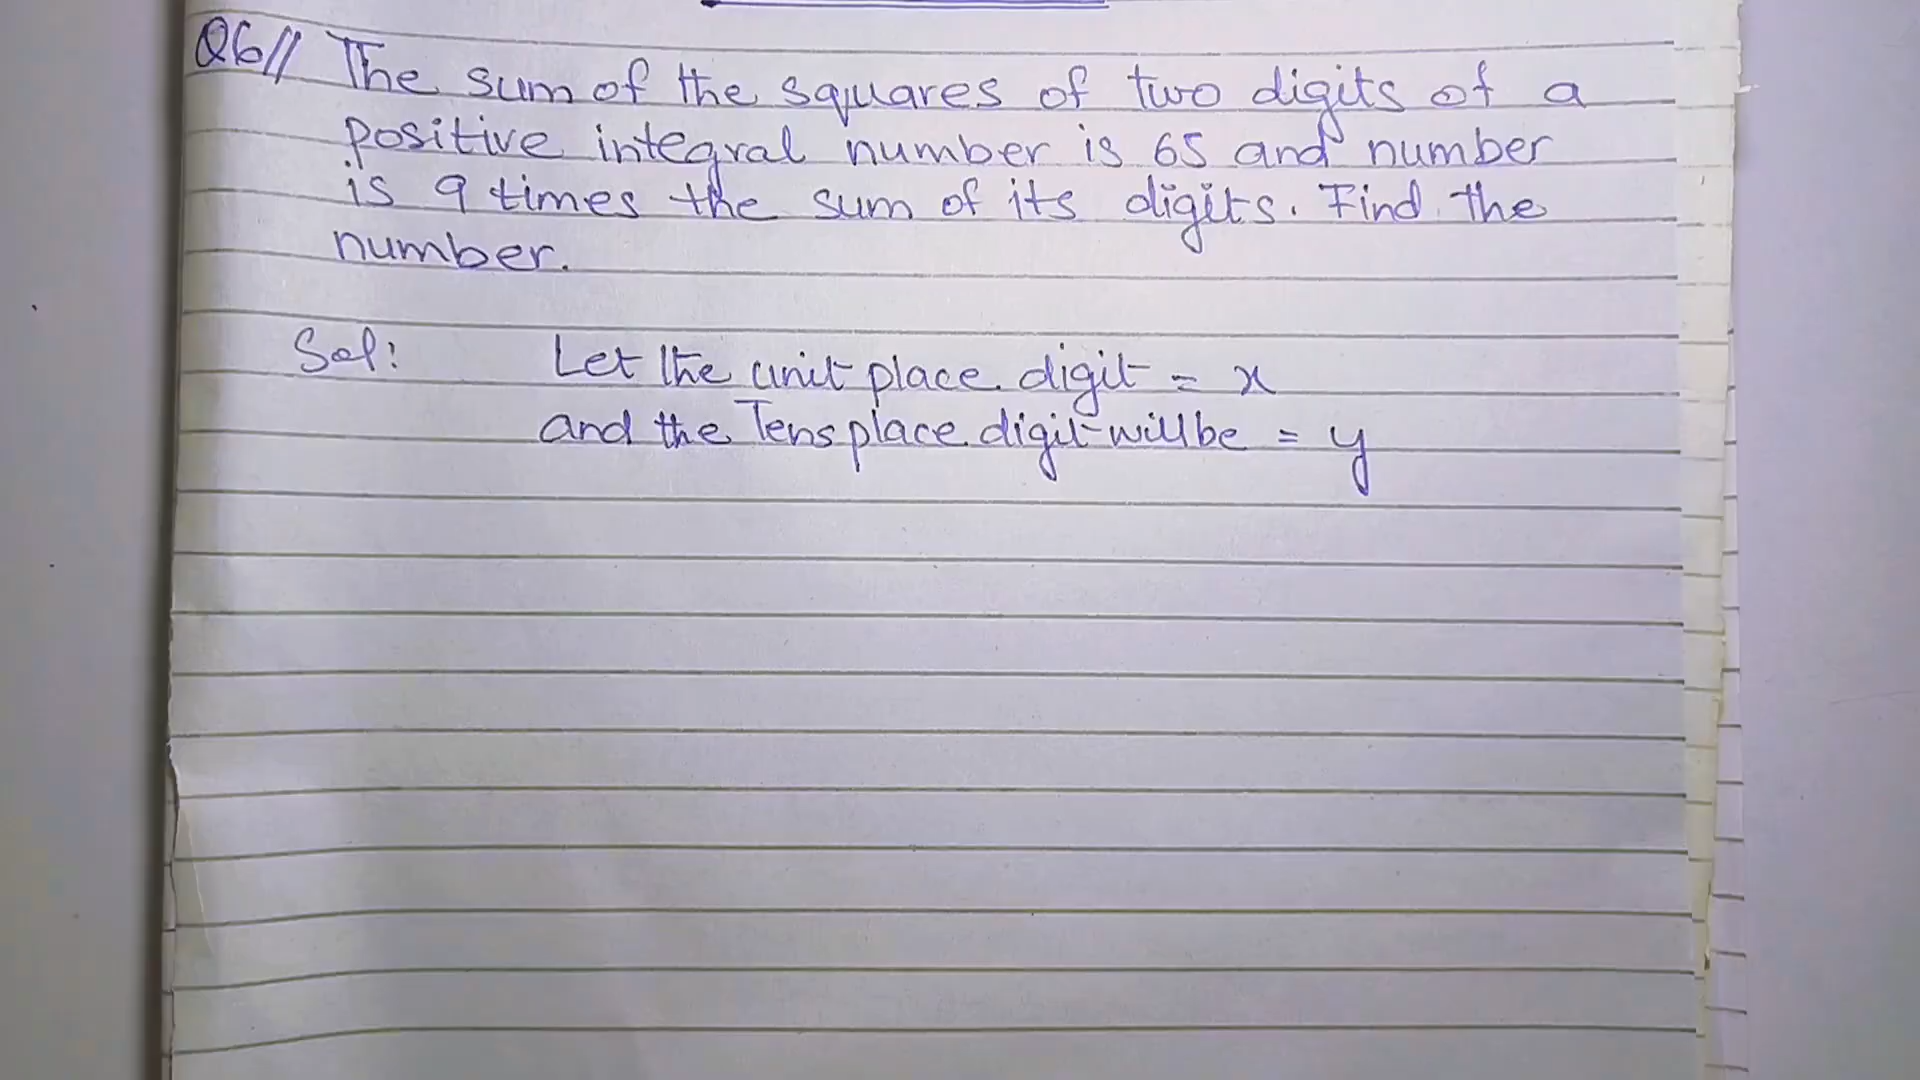 Q6// The sum of the squares of two digits of a
positive integral number is 65 and number
is 9 times the sum of its digits. Find the
number.
Sol: Let the unit place digit = x
and the Tens place digit will be = y